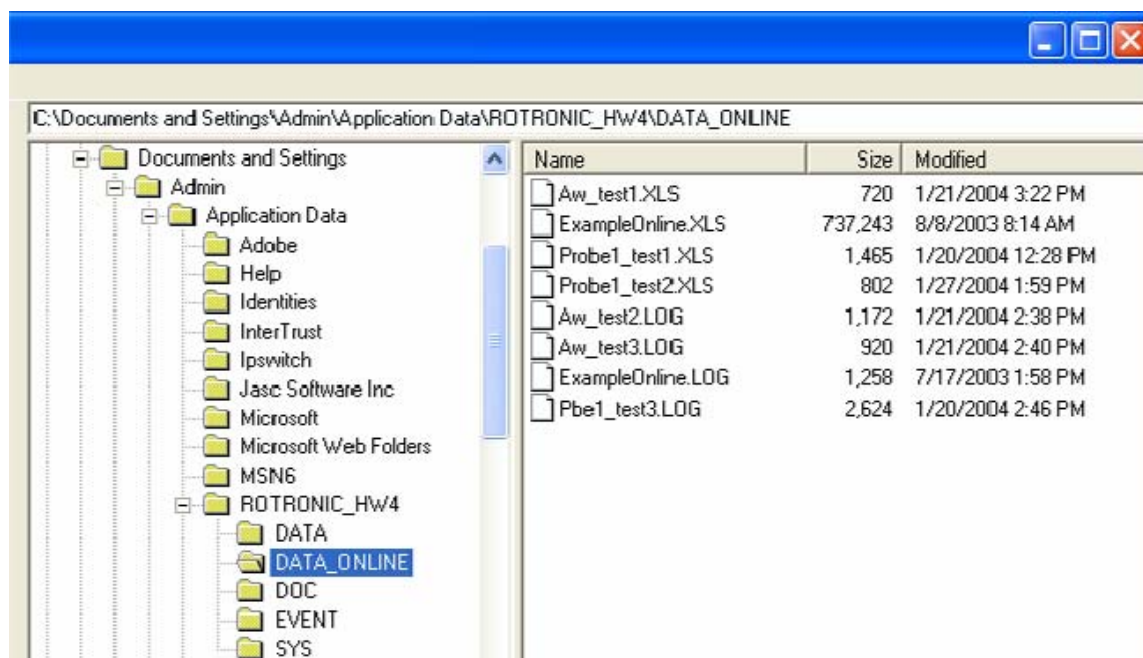 C:\Documents and Settings\Admin\Application Data\ROTRONIC_HW4\DATA_ONLINE
Documents and Settings
Admin
Application Data
Adobe
Help
Identities
InterTrust
Ipswitch
Jasc Software Inc
Microsoft
Microsoft Web Folders
MSN6
ROTRONIC_HW4
DATA
DATA_ONLINE
DOC
EVENT
SYS
Name Size Modified
Aw_test1.XLS 720 1/21/2004 3:22 PM
ExampleOnline.XLS 737,243 8/8/2003 8:14 AM
Probe1_test1.XLS 1,465 1/20/2004 12:28 PM
Probe1_test2.XLS 802 1/27/2004 1:59 PM
Aw_test2.LOG 1,172 1/21/2004 2:38 PM
Aw_test3.LOG 920 1/21/2004 2:40 PM
ExampleOnline.LOG 1,258 7/17/2003 1:58 PM
Pbe1_test3.LOG 2,624 1/20/2004 2:46 PM